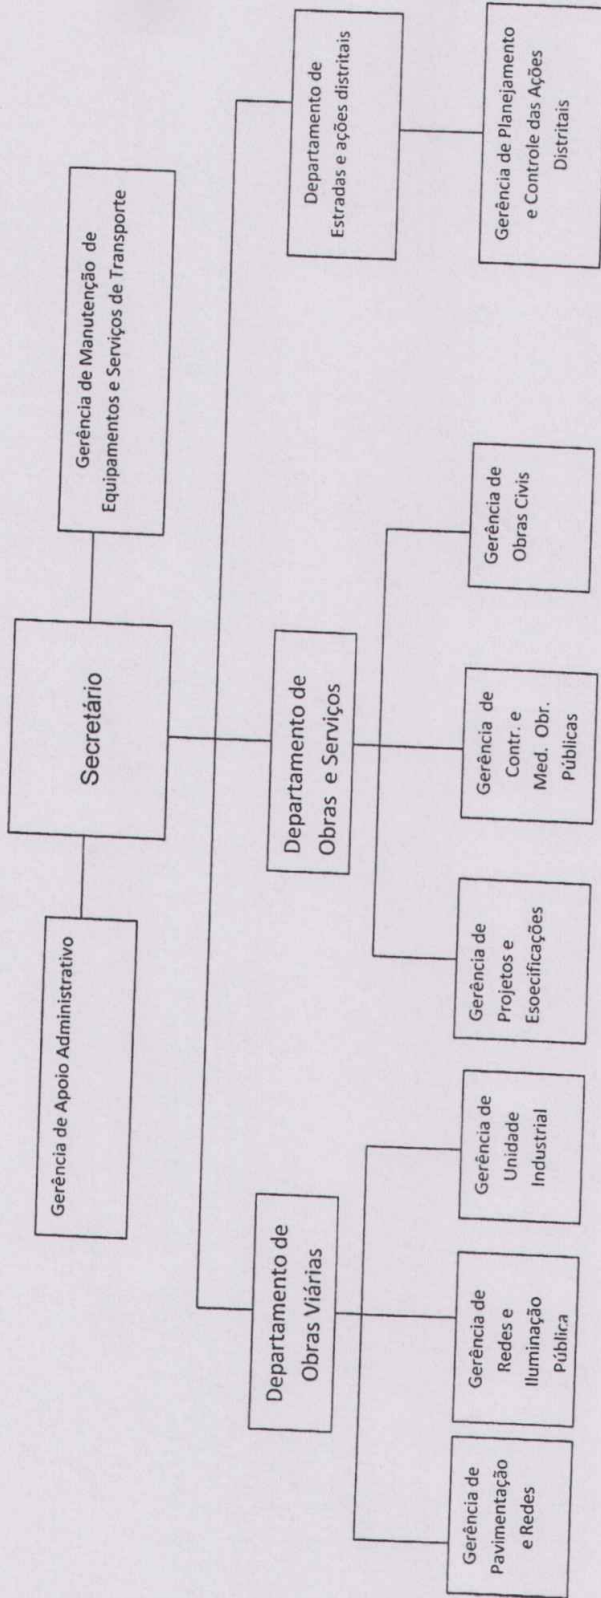 Secretário
Gerência de Apoio Administrativo
Gerência de Manutenção de
Equipamentos e Serviços de Transporte
Departamento de
Obras Viárias
Departamento de
Obras e Serviços
Departamento de
Estradas e ações distritais
Gerência de
Pavimentação
e Redes
Gerência de
Redes e
Iluminação
Pública
Gerência de
Unidade
Industrial
Gerência de
Projetos e
Esoecificações
Gerência de
Contr. e
Med. Obr.
Públicas
Gerência de
Obras Civis
Gerência de Planejamento
e Controle das Ações
Distritais